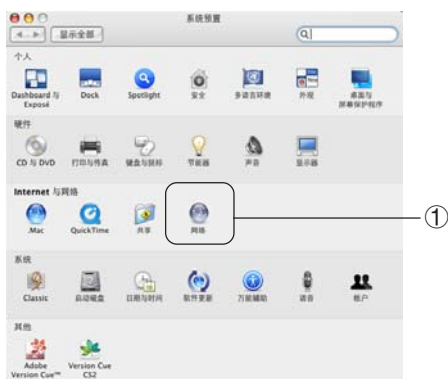 系统预置
显示全部
个人
Dashboard 与 Exposé
Dock
Spotlight
安全
多语言环境
外观
桌面与 屏幕保护程序
硬件
CD 与 DVD
打印与传真
键盘与鼠标
节能器
声音
显示器
Internet 与网络
.Mac
QuickTime
共享
网络
①
系统
Classic
启动磁盘
日期与时间
软件更新
万能辅助
语音
帐户
其他
Adobe Version Cue™
Version Cue CS2